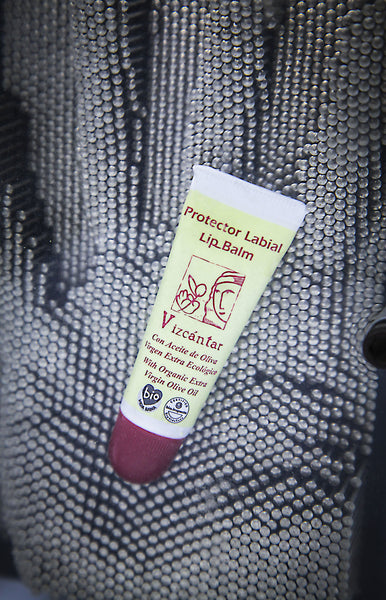 Protector Labial
Lip Balm
Vizcántar
Con Aceite de Oliva
Virgen Extra Ecológico
With Organic Extra
Virgin Olive Oil
bio